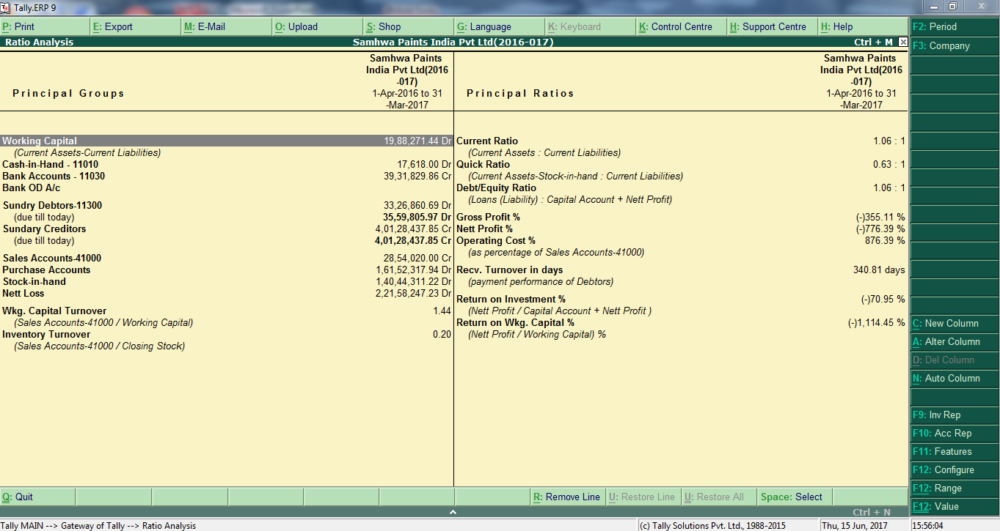 Tally.ERP 9
P: Print E: Export M: E-Mail O: Upload S: Shop G: Language K: Keyboard K: Control Centre H: Support Centre H: Help
Ratio Analysis Samhwa Paints India Pvt Ltd(2016-017) Ctrl + M
Principal Groups
Samhwa Paints
India Pvt Ltd(2016
-017)
1-Apr-2016 to 31
-Mar-2017
Working Capital 19,88,271.44 Dr
(Current Assets-Current Liabilities)
Cash-in-Hand - 11010 17,618.00 Dr
Bank Accounts - 11030 39,31,829.86 Cr
Bank OD A/c
Sundry Debtors-11300 33,26,860.69 Dr
(due till today) 35,59,805.97 Dr
Sundary Creditors 4,01,28,437.85 Cr
(due till today) 4,01,28,437.85 Cr
Sales Accounts-41000 28,54,020.00 Cr
Purchase Accounts 1,61,52,317.94 Dr
Stock-in-hand 1,40,44,311.22 Dr
Nett Loss 2,21,58,247.23 Dr
Wkg. Capital Turnover 1.44
(Sales Accounts-41000 / Working Capital)
Inventory Turnover 0.20
(Sales Accounts-41000 / Closing Stock)
Principal Ratios
Samhwa Paints
India Pvt Ltd(2016
-017)
1-Apr-2016 to 31
-Mar-2017
Current Ratio 1.06 : 1
(Current Assets : Current Liabilities)
Quick Ratio 0.63 : 1
(Current Assets-Stock-in-hand : Current Liabilities)
Debt/Equity Ratio 1.06 : 1
(Loans (Liability) : Capital Account + Nett Profit)
Gross Profit % (-)355.11 %
Nett Profit % (-)776.39 %
Operating Cost % 876.39 %
(as percentage of Sales Accounts-41000)
Recv. Turnover in days 340.81 days
(payment performance of Debtors)
Return on Investment % (-)70.95 %
(Nett Profit / Capital Account + Nett Profit )
Return on Wkg. Capital % (-)1,114.45 %
(Nett Profit / Working Capital) %
F2: Period
F3: Company
C: New Column
A: Alter Column
D: Del Column
N: Auto Column
F9: Inv Rep
F10: Acc Rep
F11: Features
F12: Configure
F12: Range
F12: Value
Q: Quit R: Remove Line U: Restore Line U: Restore All Space: Select
Ctrl + N
Tally MAIN --> Gateway of Tally --> Ratio Analysis (c) Tally Solutions Pvt. Ltd., 1988-2015 Thu, 15 Jun, 2017 15:56:04